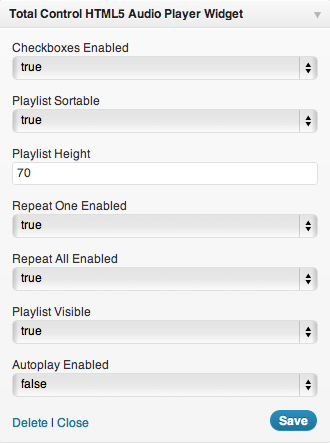 Total Control HTML5 Audio Player Widget
Checkboxes Enabled
true
Playlist Sortable
true
Playlist Height
70
Repeat One Enabled
true
Repeat All Enabled
true
Playlist Visible
true
Autoplay Enabled
false
Delete | Close Save